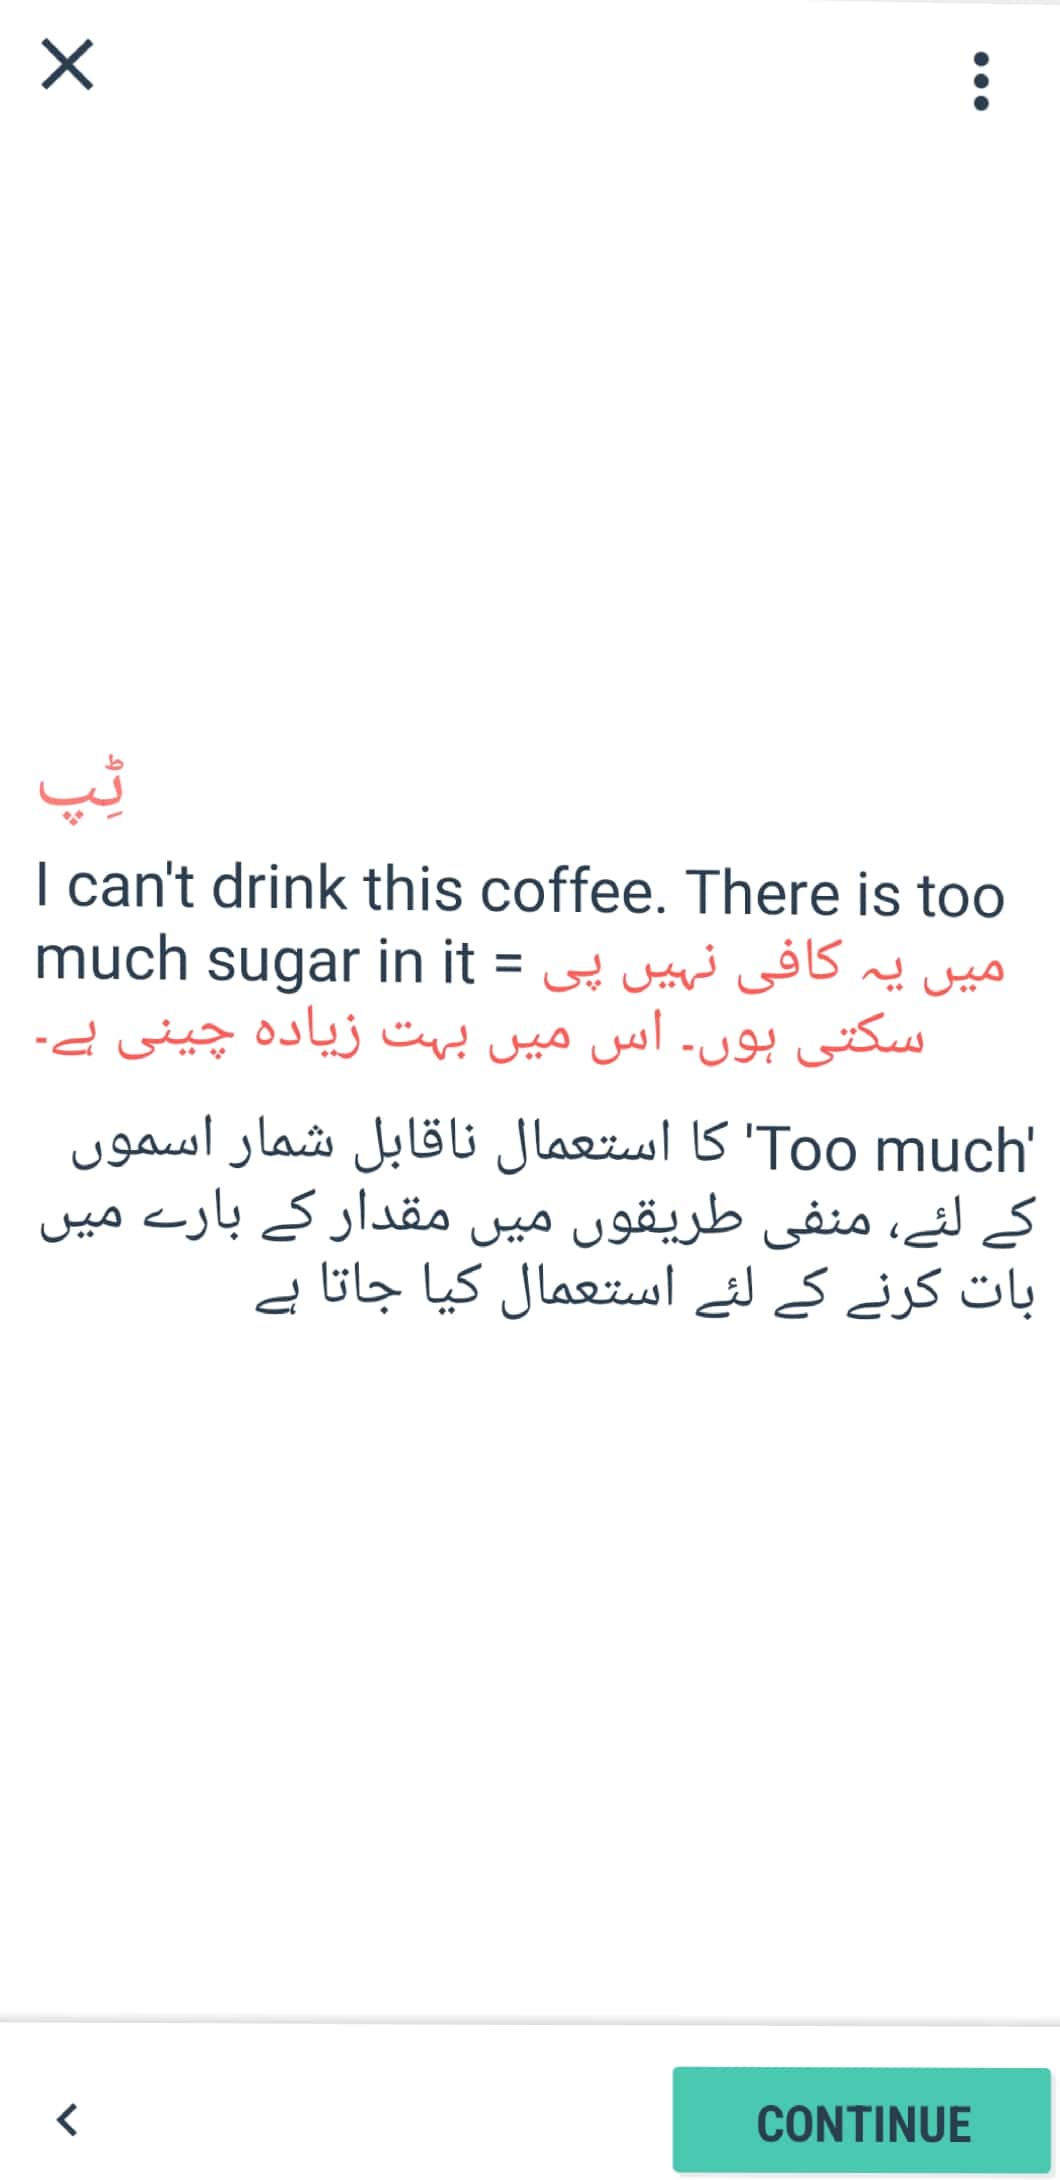 ٹِپ
I can't drink this coffee. There is too
much sugar in it = میں یہ کافی نہیں پی
سکتی ہوں۔ اس میں بہت زیادہ چینی ہے۔
'Too much' کا استعمال ناقابل شمار اسموں
کے لئے، منفی طریقوں میں مقدار کے بارے میں
بات کرنے کے لئے استعمال کیا جاتا ہے
CONTINUE